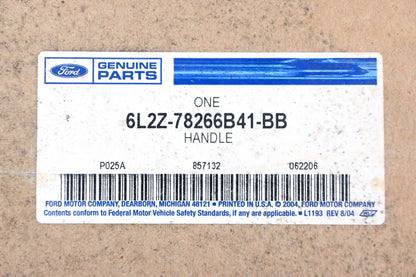 Ford GENUINE PARTS
ONE
6L2Z-78266B41-BB
HANDLE
P025A 857132 062206
FORD MOTOR COMPANY, DEARBORN, MICHIGAN 48121 • PRINTED IN U.S.A. © 2004, FORD MOTOR COMPANY
Contents conform to Federal Motor Vehicle Safety Standards, if any are applicable. • L1193 REV 8/04